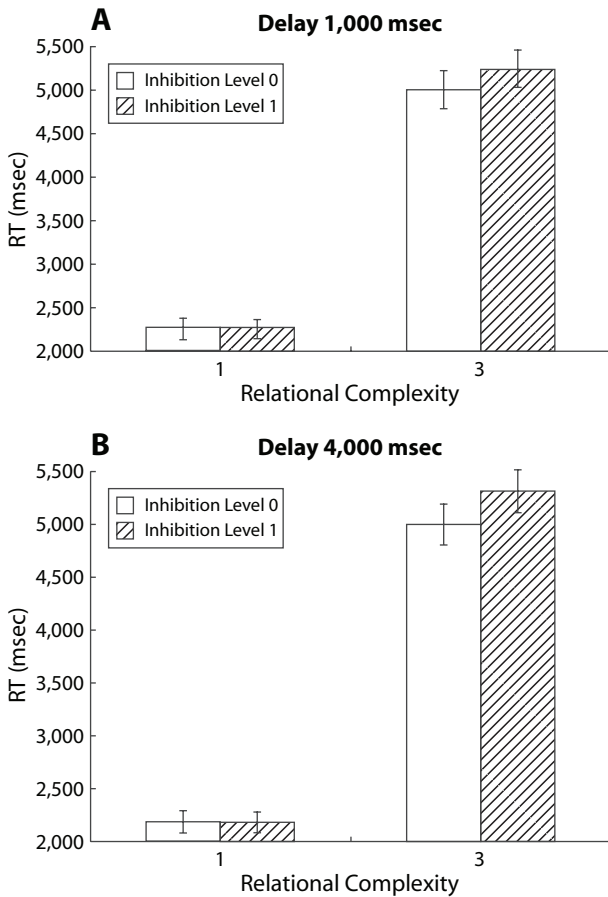 A
Delay 1,000 msec
5,500
5,000
4,500
4,000
3,500
3,000
2,500
2,000
RT (msec)
Inhibition Level 0
Inhibition Level 1
1
3
Relational Complexity
B
Delay 4,000 msec
5,500
5,000
4,500
4,000
3,500
3,000
2,500
2,000
RT (msec)
Inhibition Level 0
Inhibition Level 1
1
3
Relational Complexity